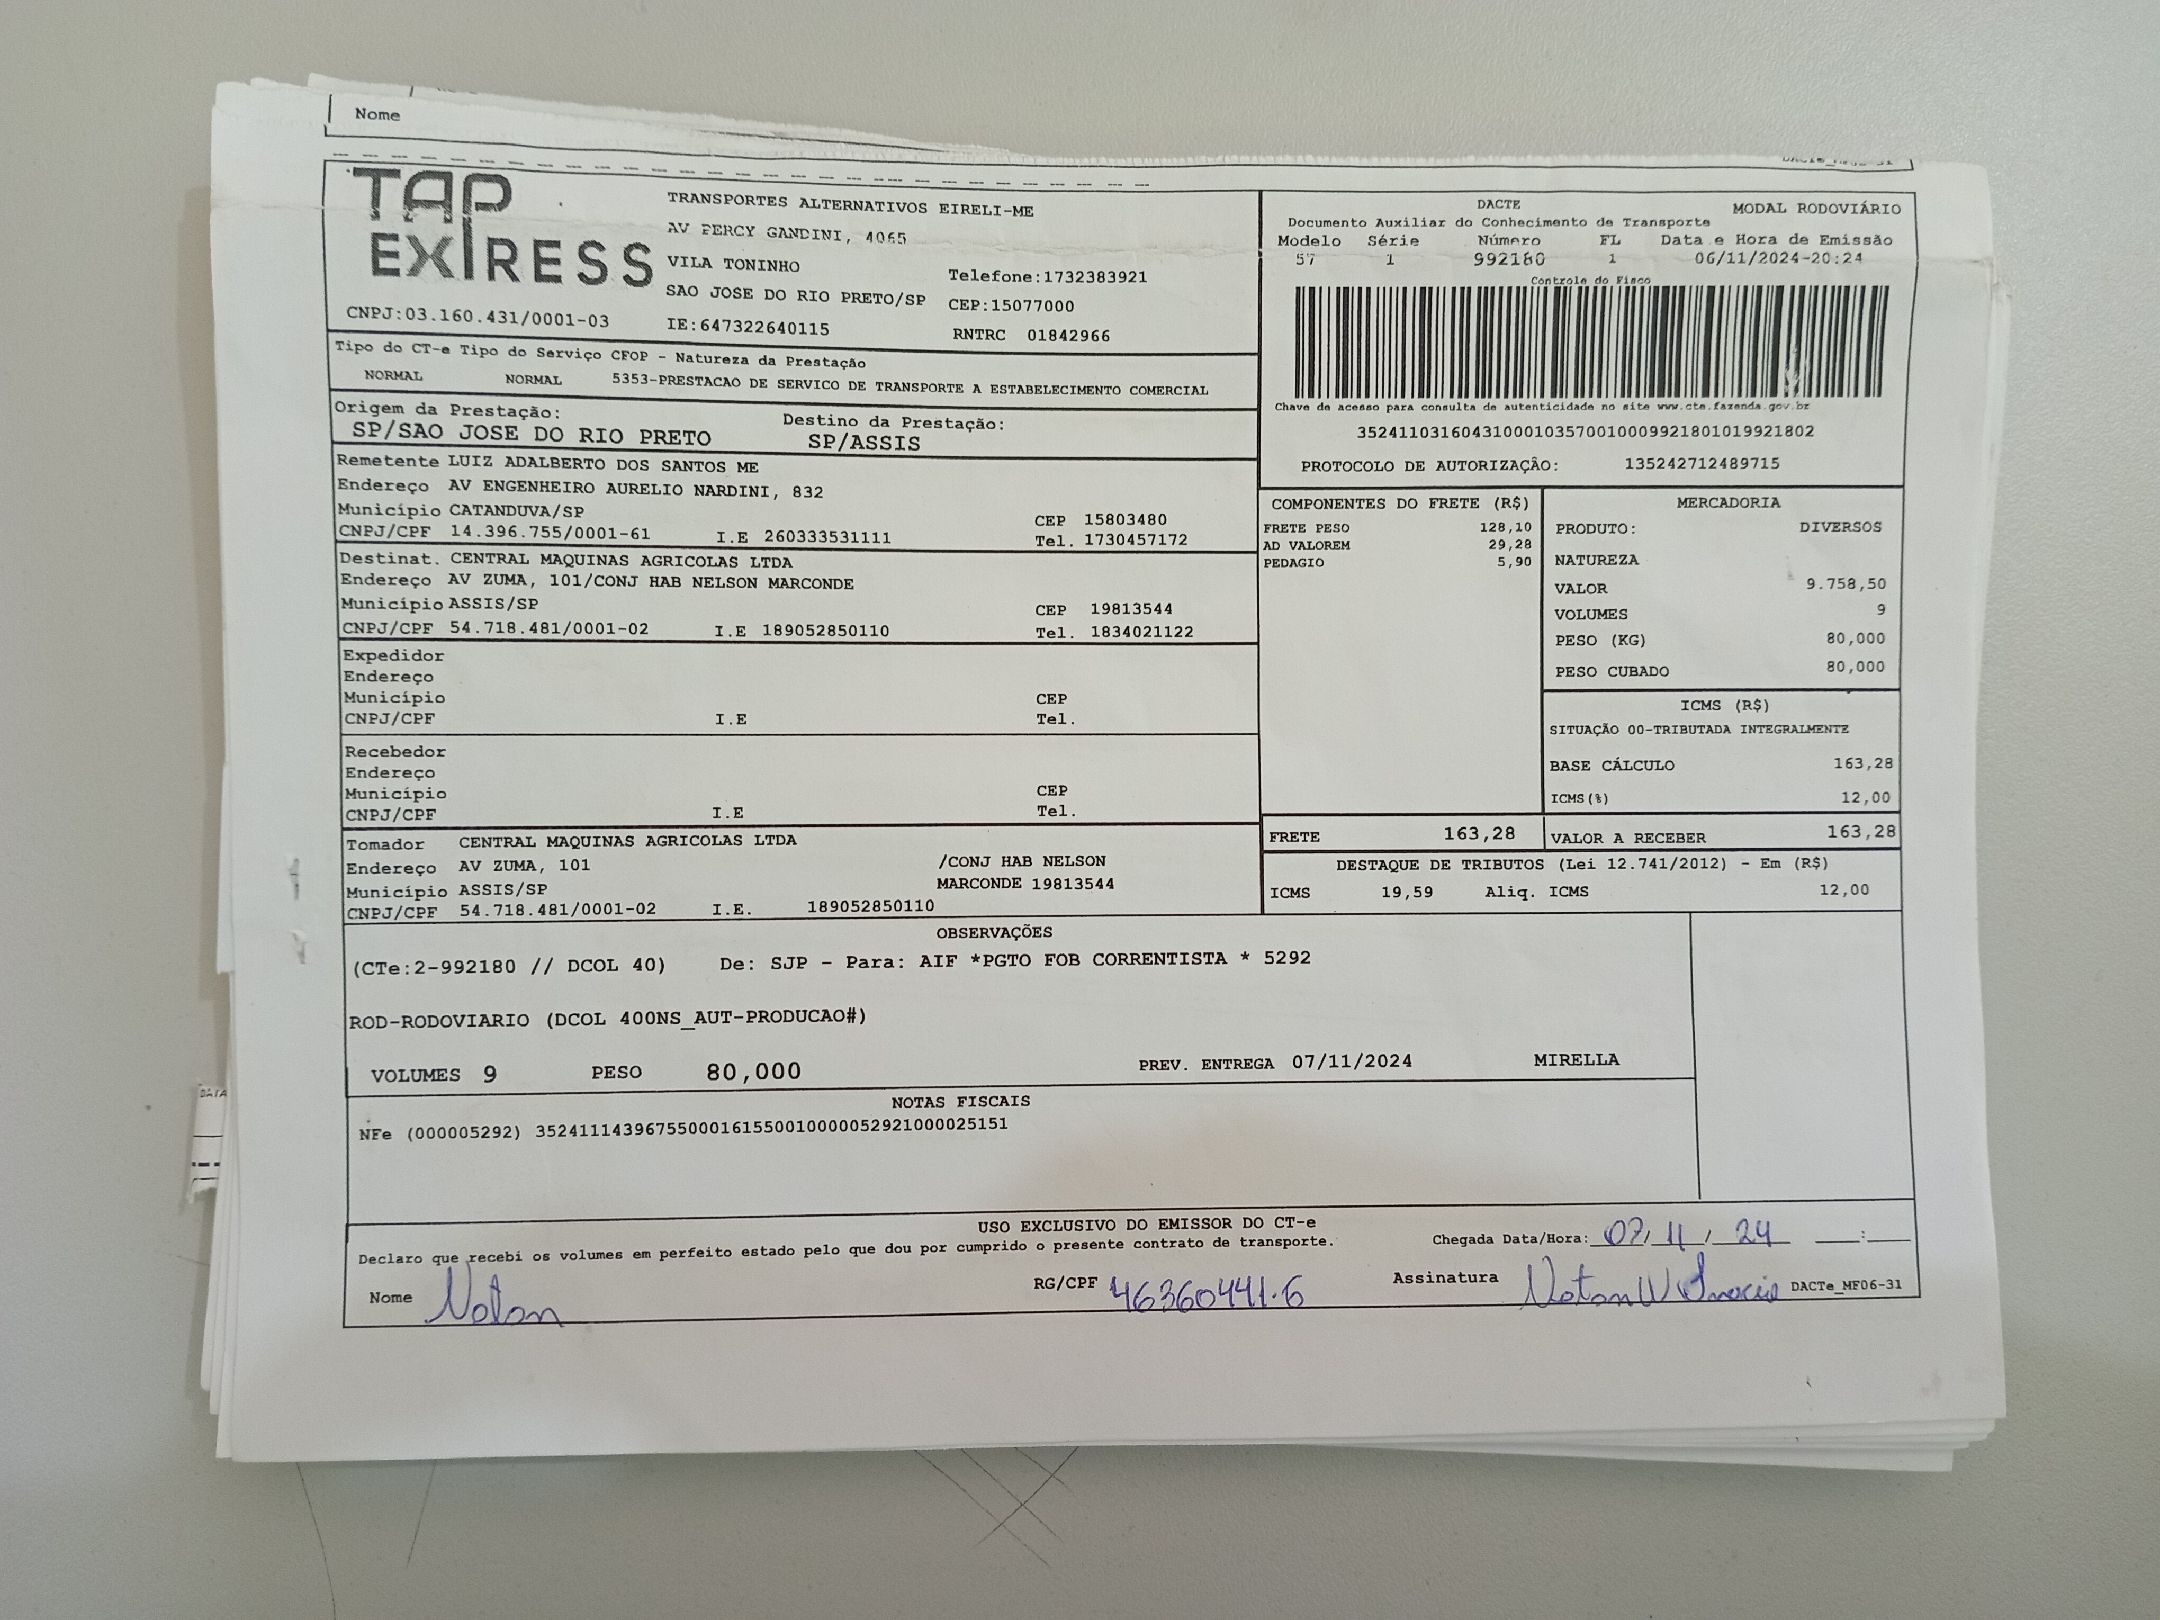 Nome
TAP
EXPRESS
TRANSPORTES ALTERNATIVOS EIRELI-ME
AV PERCY GANDINI, 4065
VILA TONINHO
Telefone:1732383921
SAO JOSE DO RIO PRETO/SP CEP:15077000
CNPJ:03.160.431/0001-03 IE:647322640115 RNTRC 01842966
DACTE
MODAL RODOVIÁRIO
Documento Auxiliar do Conhecimento de Transporte
Modelo Série Número FL Data e Hora de Emissão
57 1 992180 1 06/11/2024-20:24
Controle do Fisco
Chave de acesso para consulta de autenticidade no site www.cte.fazenda.gov.br
35241103160431000103570010009921801019921802
PROTOCOLO DE AUTORIZAÇÃO: 135242712489715
Tipo do CT-e Tipo do Serviço CFOP - Natureza da Prestação
NORMAL NORMAL 5353-PRESTACAO DE SERVICO DE TRANSPORTE A ESTABELECIMENTO COMERCIAL
Origem da Prestação: Destino da Prestação:
SP/SAO JOSE DO RIO PRETO SP/ASSIS
Remetente LUIZ ADALBERTO DOS SANTOS ME
Endereço AV ENGENHEIRO AURELIO NARDINI, 832
Município CATANDUVA/SP CEP 15803480
CNPJ/CPF 14.396.755/0001-61 I.E 260333531111 Tel. 1730457172
Destinat. CENTRAL MAQUINAS AGRICOLAS LTDA
Endereço AV ZUMA, 101/CONJ HAB NELSON MARCONDE
Município ASSIS/SP CEP 19813544
CNPJ/CPF 54.718.481/0001-02 I.E 189052850110 Tel. 1834021122
Expedidor
Endereço
Município CEP
CNPJ/CPF I.E Tel.
Recebedor
Endereço
Município CEP
CNPJ/CPF I.E Tel.
Tomador CENTRAL MAQUINAS AGRICOLAS LTDA
Endereço AV ZUMA, 101 /CONJ HAB NELSON
Município ASSIS/SP MARCONDE 19813544
CNPJ/CPF 54.718.481/0001-02 I.E. 189052850110
COMPONENTES DO FRETE (R$)
FRETE PESO 128,10
AD VALOREM 29,28
PEDAGIO 5,90
MERCADORIA
PRODUTO: DIVERSOS
NATUREZA
VALOR 9.758,50
VOLUMES 9
PESO (KG) 80,000
PESO CUBADO 80,000
ICMS (R$)
SITUAÇÃO 00-TRIBUTADA INTEGRALMENTE
BASE CÁLCULO 163,28
ICMS(%) 12,00
FRETE 163,28 VALOR A RECEBER 163,28
DESTAQUE DE TRIBUTOS (Lei 12.741/2012) - Em (R$)
ICMS 19,59 Aliq. ICMS 12,00
OBSERVAÇÕES
(CTe:2-992180 // DCOL 40) De: SJP - Para: AIF *PGTO FOB CORRENTISTA * 5292
ROD-RODOVIARIO (DCOL 400NS_AUT-PRODUCAO#)
VOLUMES 9 PESO 80,000 PREV. ENTREGA 07/11/2024 MIRELLA
NOTAS FISCAIS
NFe (000005292) 35241114396755000161550010000052921000025151
USO EXCLUSIVO DO EMISSOR DO CT-e
Declaro que recebi os volumes em perfeito estado pelo que dou por cumprido o presente contrato de transporte. Chegada Data/Hora: 07/11/24 :
Nome Naton RG/CPF 46360441-6 Assinatura Naton W DACTe_MF06-31
DATA